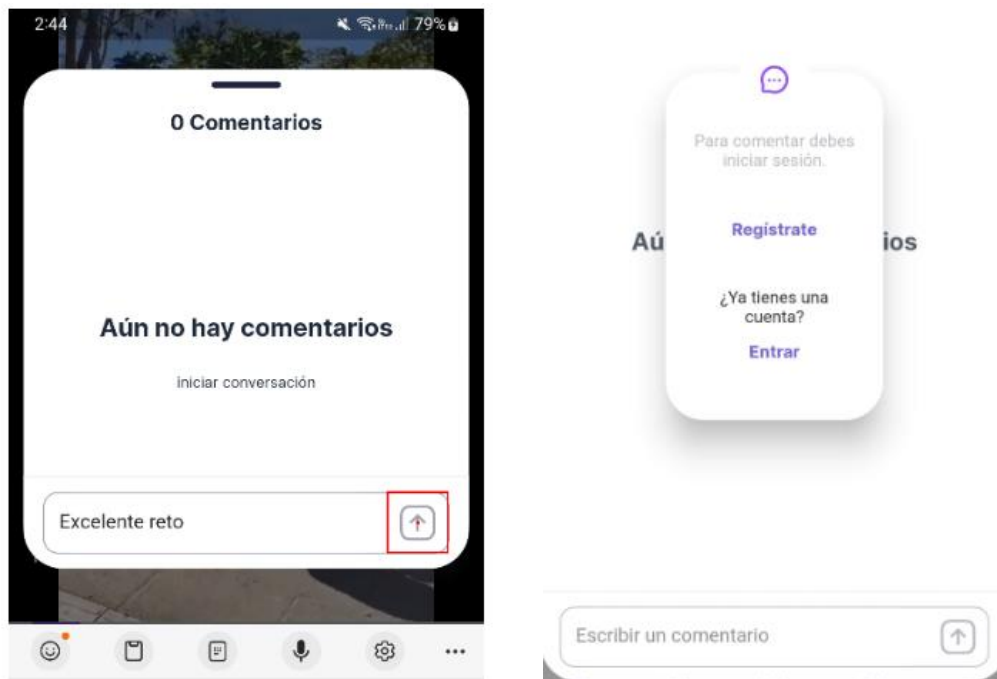 2:44
79%
0 Comentarios
Aún no hay comentarios
iniciar conversación
Excelente reto
Para comentar debes
iniciar sesión.
Regístrate
Aú
ios
¿Ya tienes una
cuenta?
Entrar
Escribir un comentario